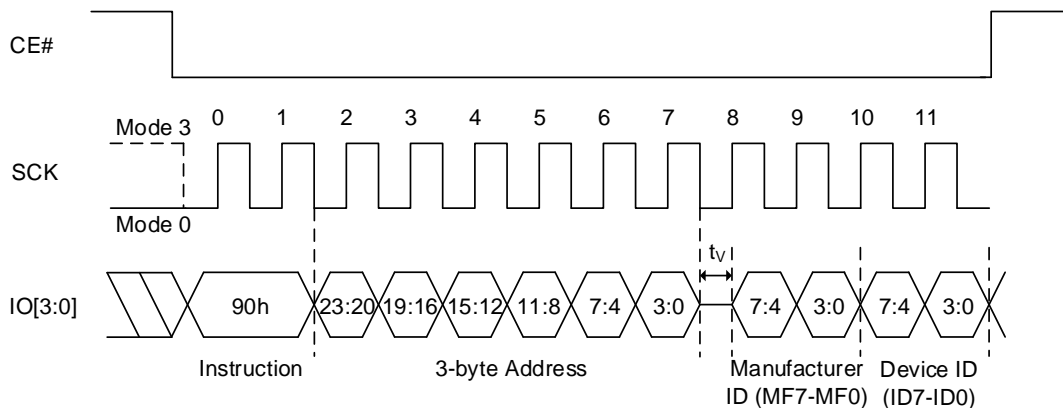 CE#
0 1 2 3 4 5 6 7 8 9 10 11
Mode 3
SCK
Mode 0
tV
IO[3:0] 90h 23:20 19:16 15:12 11:8 7:4 3:0 7:4 3:0 7:4 3:0
Instruction 3-byte Address Manufacturer Device ID
ID (MF7-MF0) (ID7-ID0)